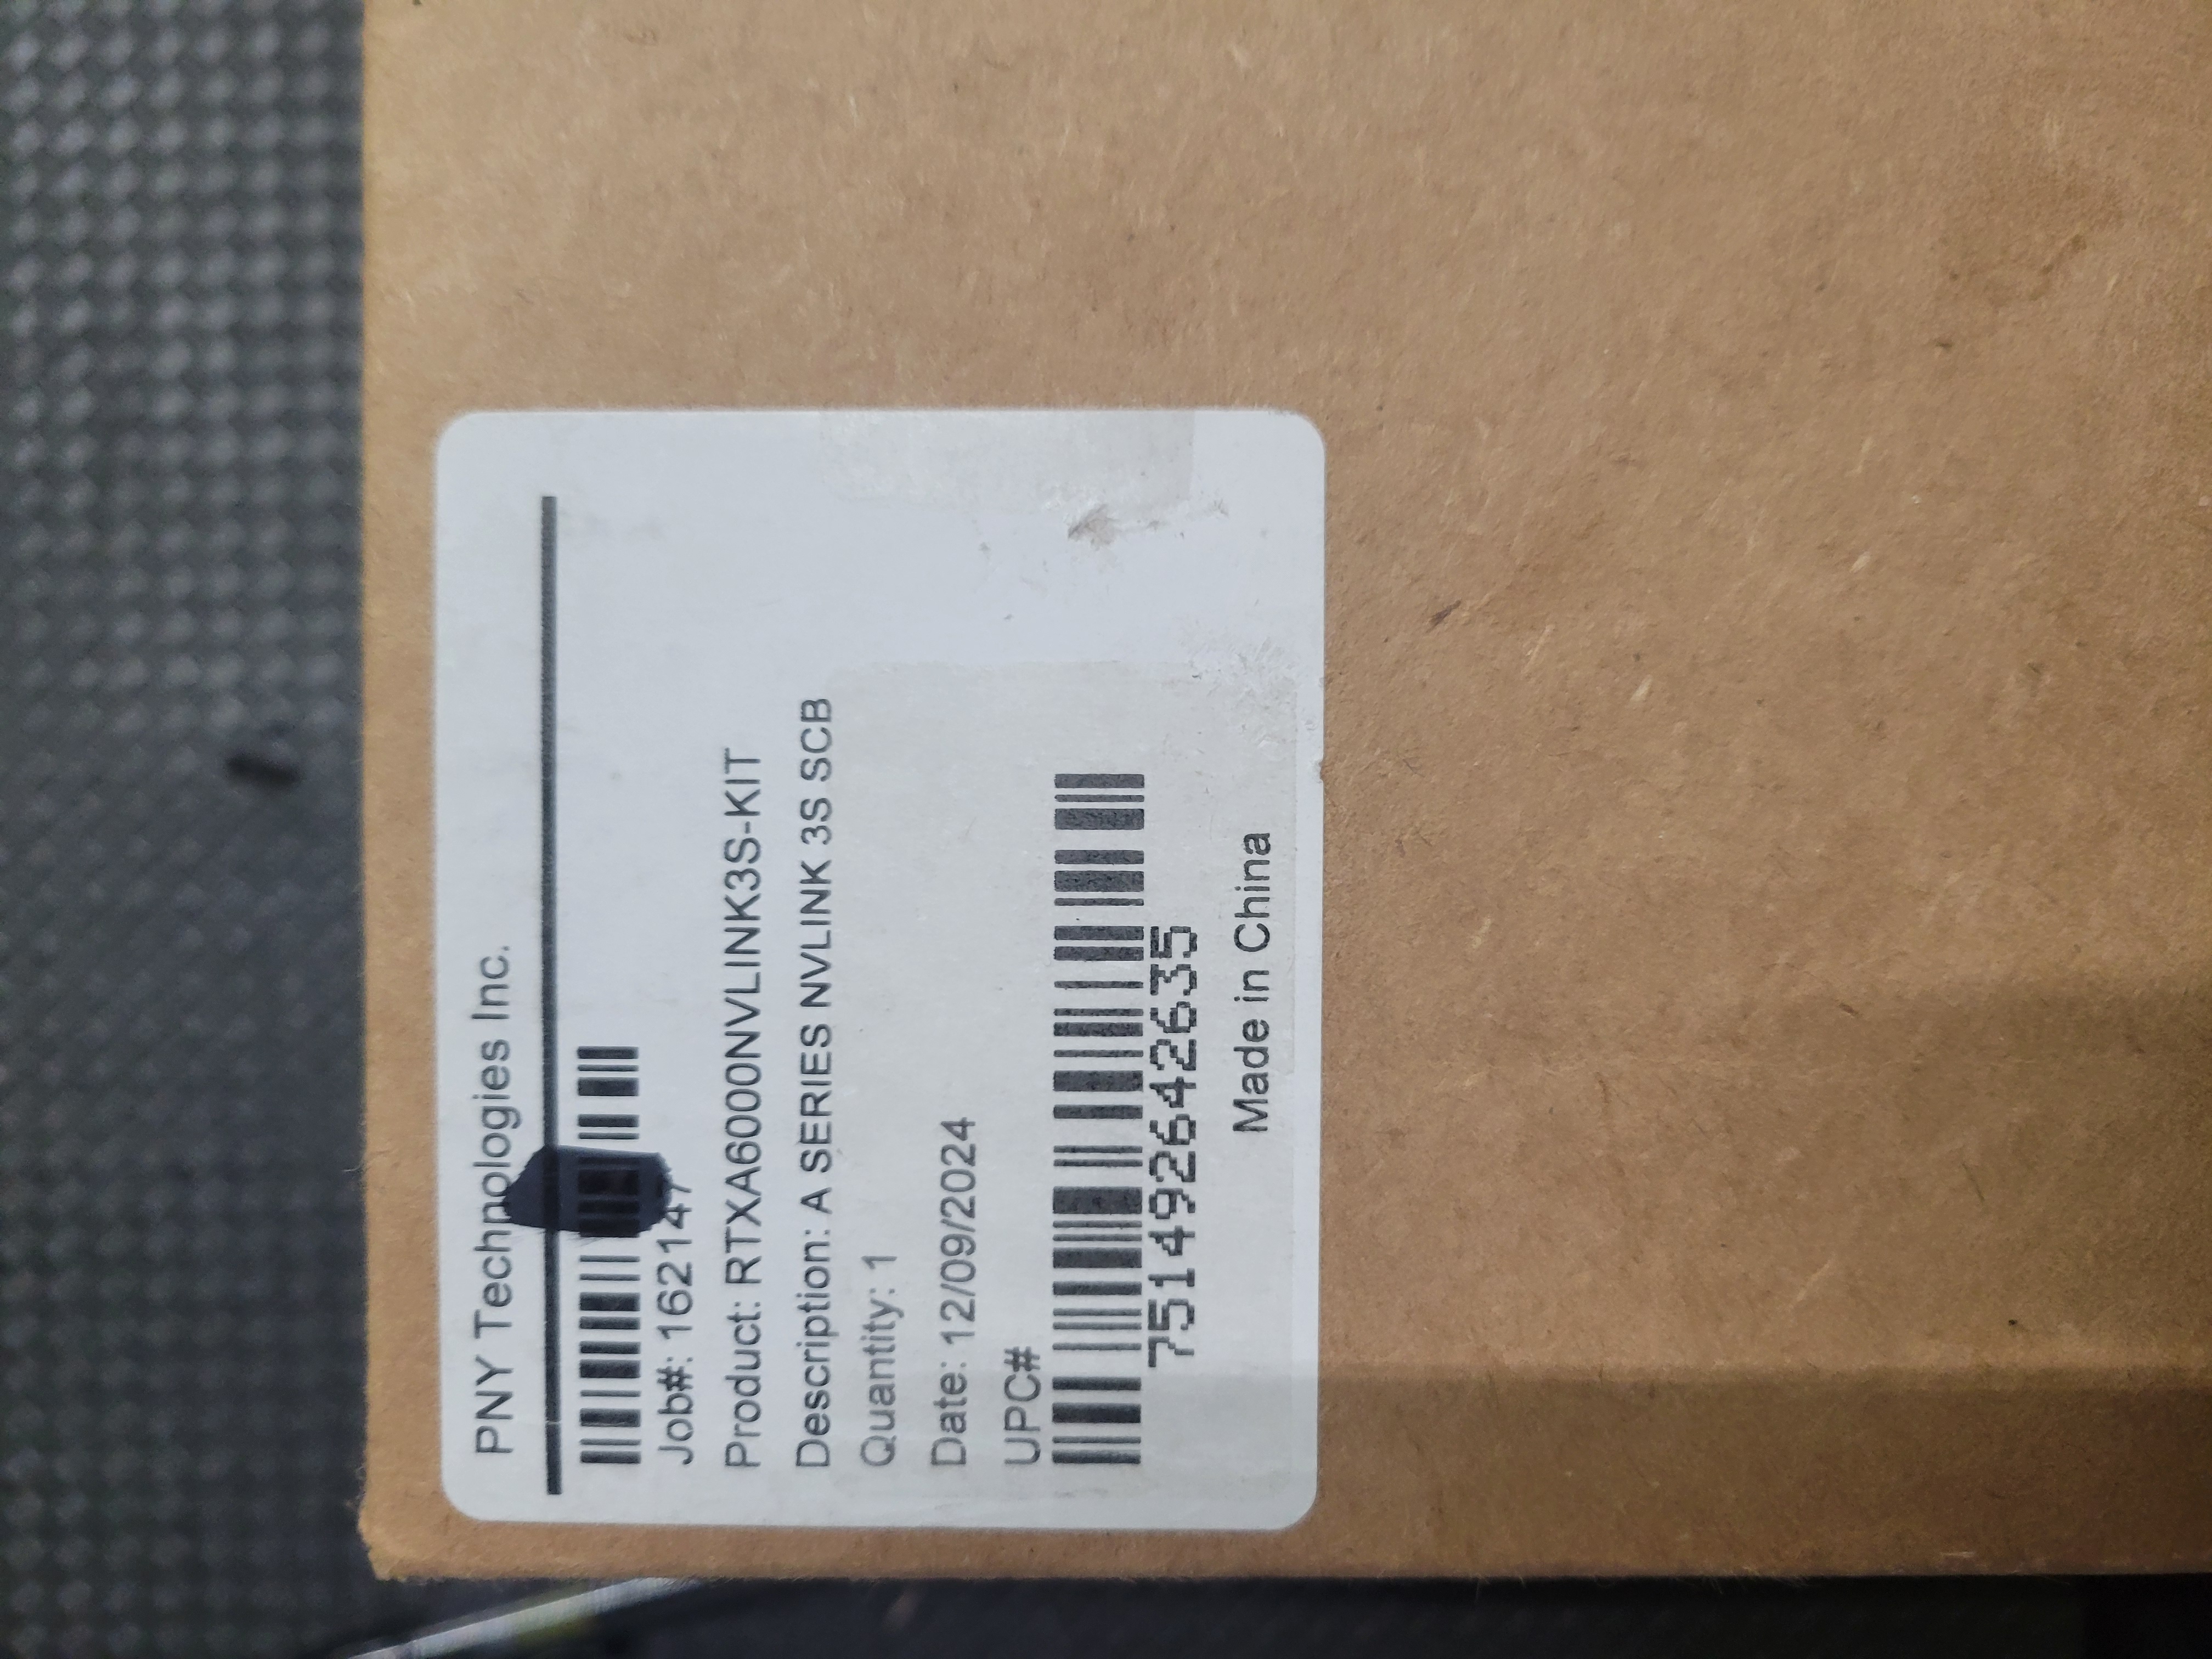 PNY Technologies Inc.
Job#: 1621147
Product: RTXA6000NVLINK3S-KIT
Description: A SERIES NVLINK 3S SCB
Quantity: 1
Date: 12/09/2024
UPC#
751492642635
Made in China